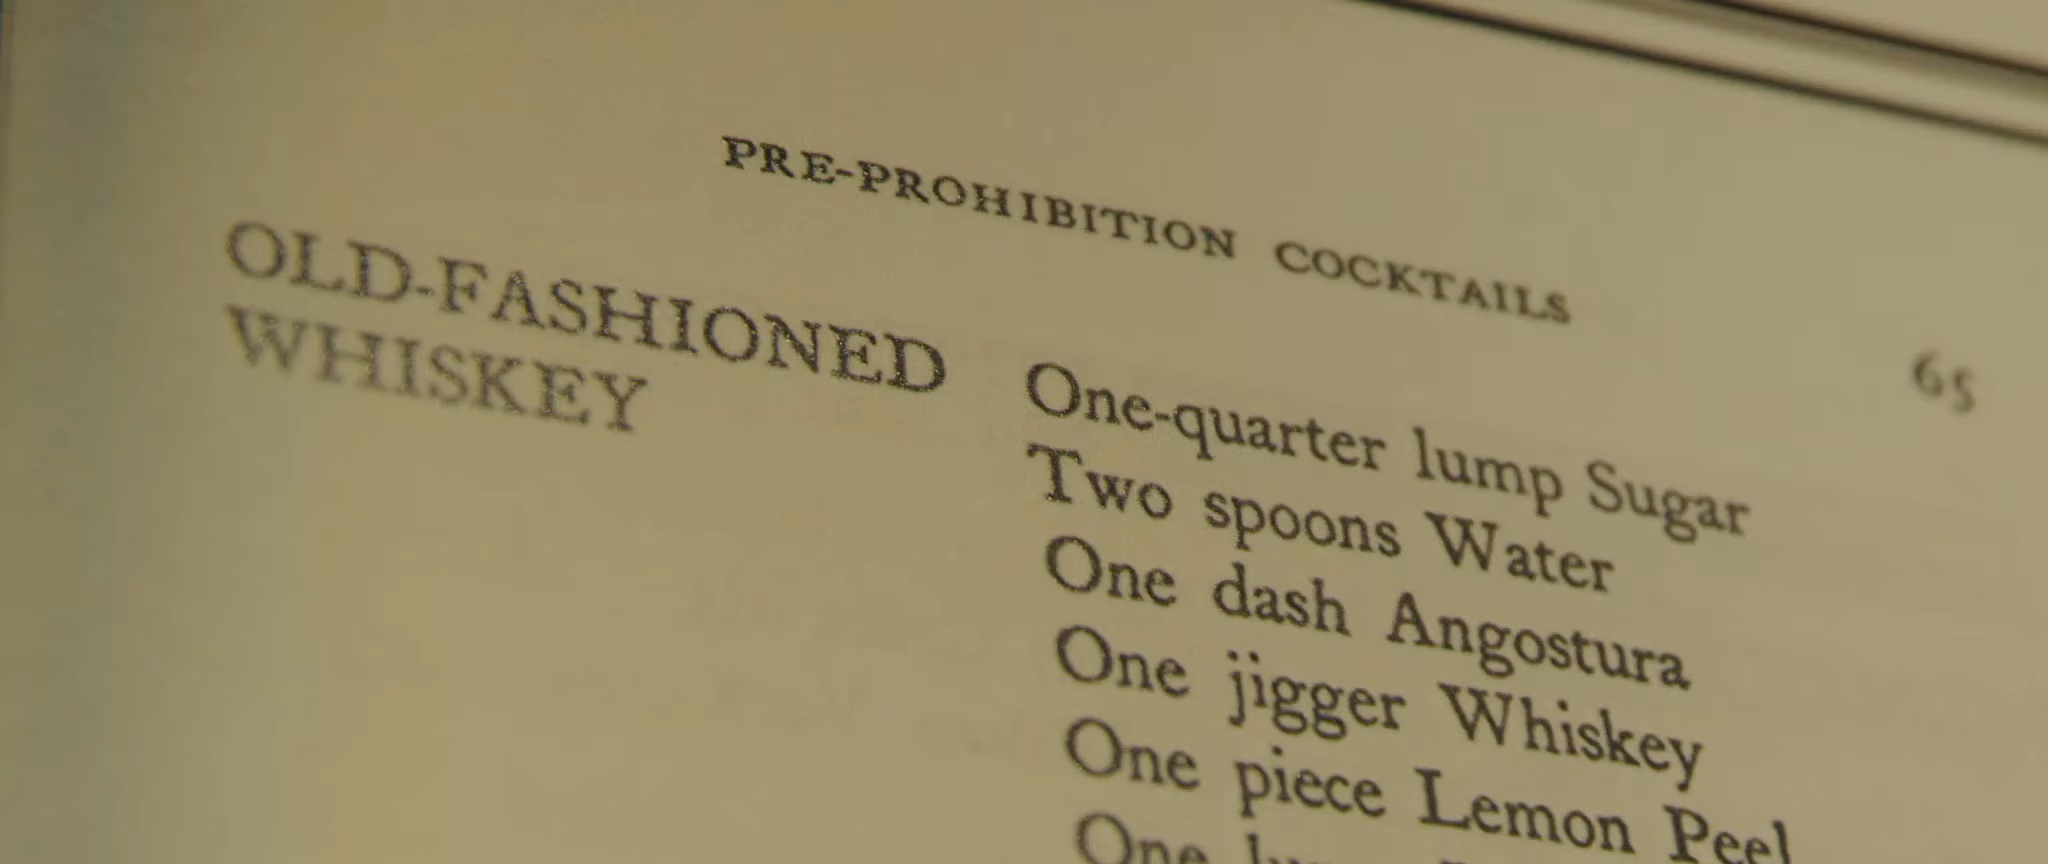 PRE-PROHIBITION COCKTAILS 65
OLD-FASHIONED
WHISKEY
One-quarter lump Sugar
Two spoons Water
One dash Angostura
One jigger Whiskey
One piece Lemon Peel
One